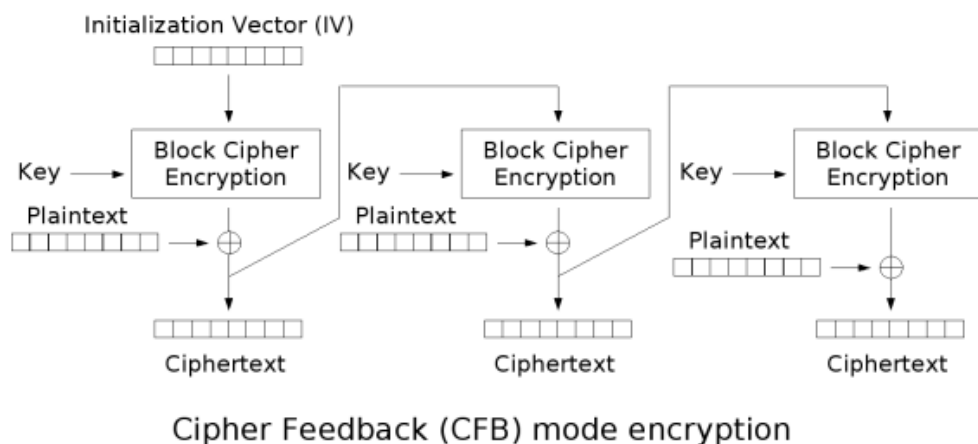 Initialization Vector (IV)
Key
Block Cipher
Encryption
Plaintext
Ciphertext
Key
Block Cipher
Encryption
Plaintext
Ciphertext
Key
Block Cipher
Encryption
Plaintext
Ciphertext
Cipher Feedback (CFB) mode encryption